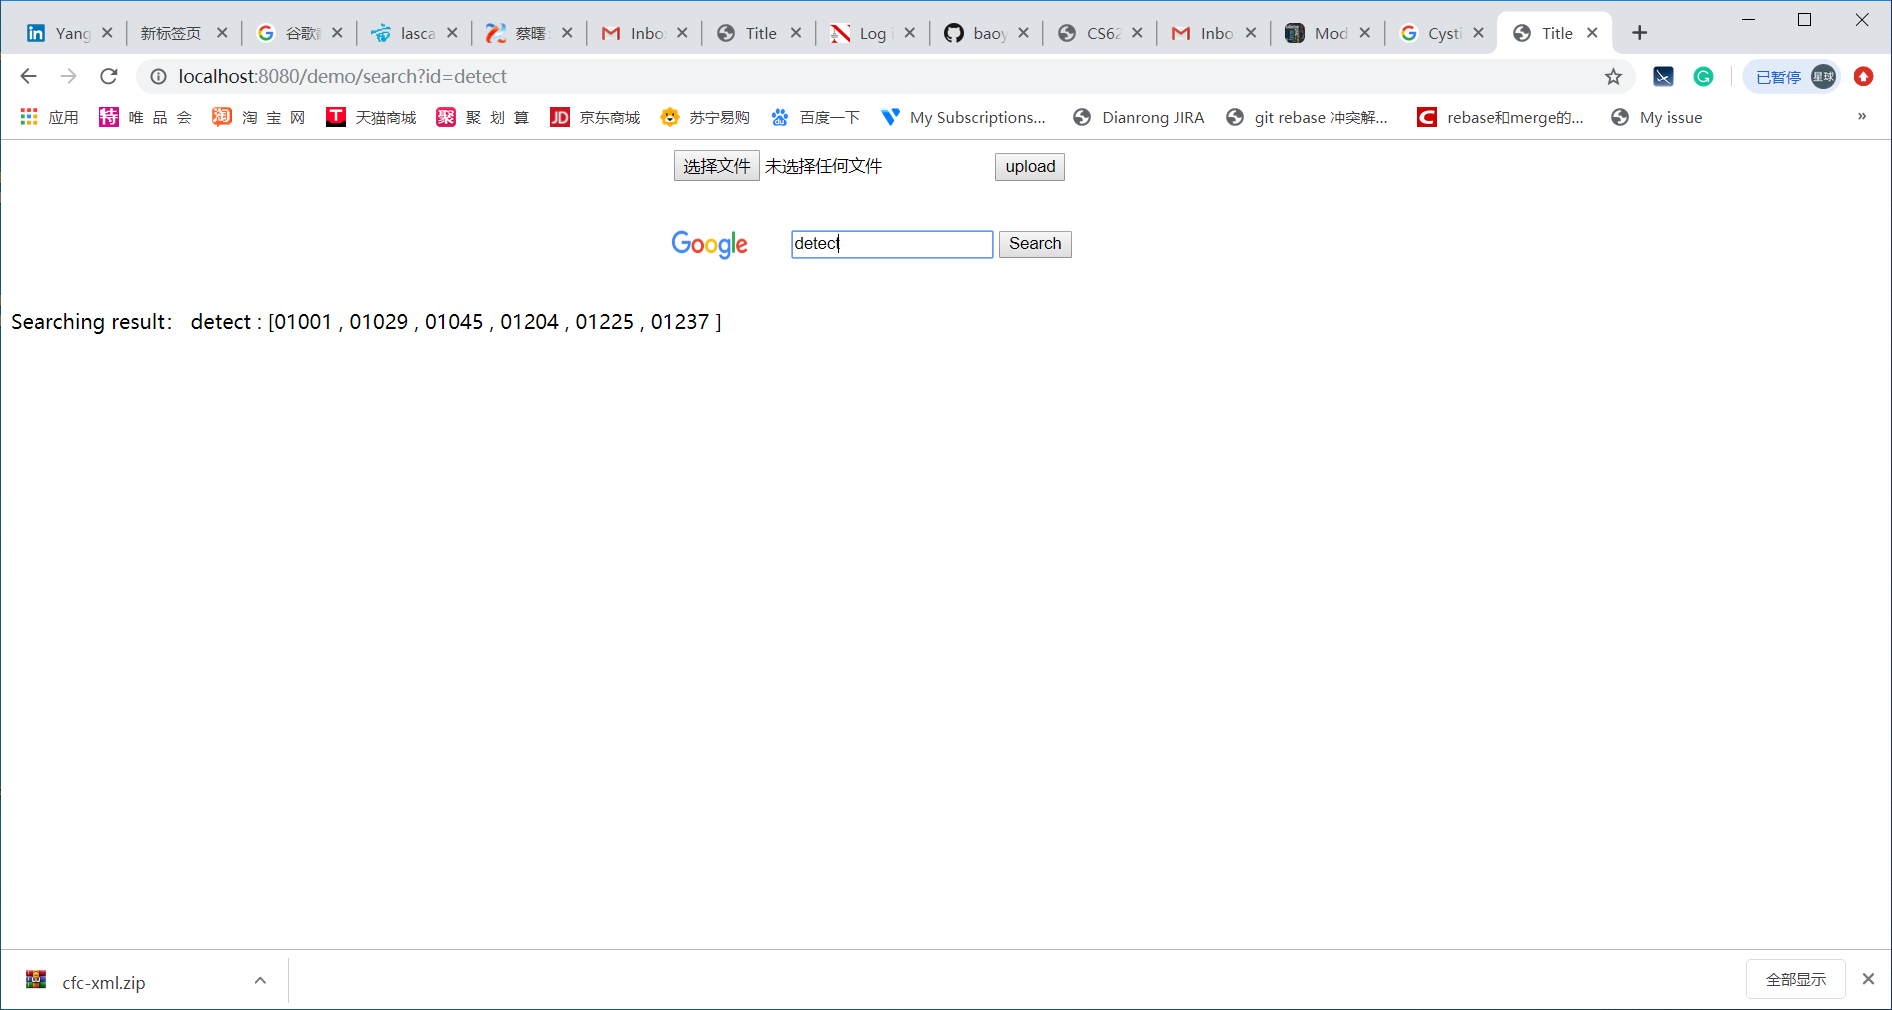 Yang 新标签页 谷歌 lasca 蔡曙 Inbo Title Log i baoy CS62 Inbo Mod Cysti Title
localhost:8080/demo/search?id=detect 已暂停 星球
应用 特 唯 品 会 淘 淘 宝 网 T 天猫商城 聚 聚 划 算 JD 京东商城 苏宁易购 百度一下 My Subscriptions... Dianrong JIRA git rebase 冲突解... C rebase和merge的... My issue »
选择文件 未选择任何文件 upload
Google detect Search
Searching result： detect : [01001 , 01029 , 01045 , 01204 , 01225 , 01237 ]
cfc-xml.zip 全部显示